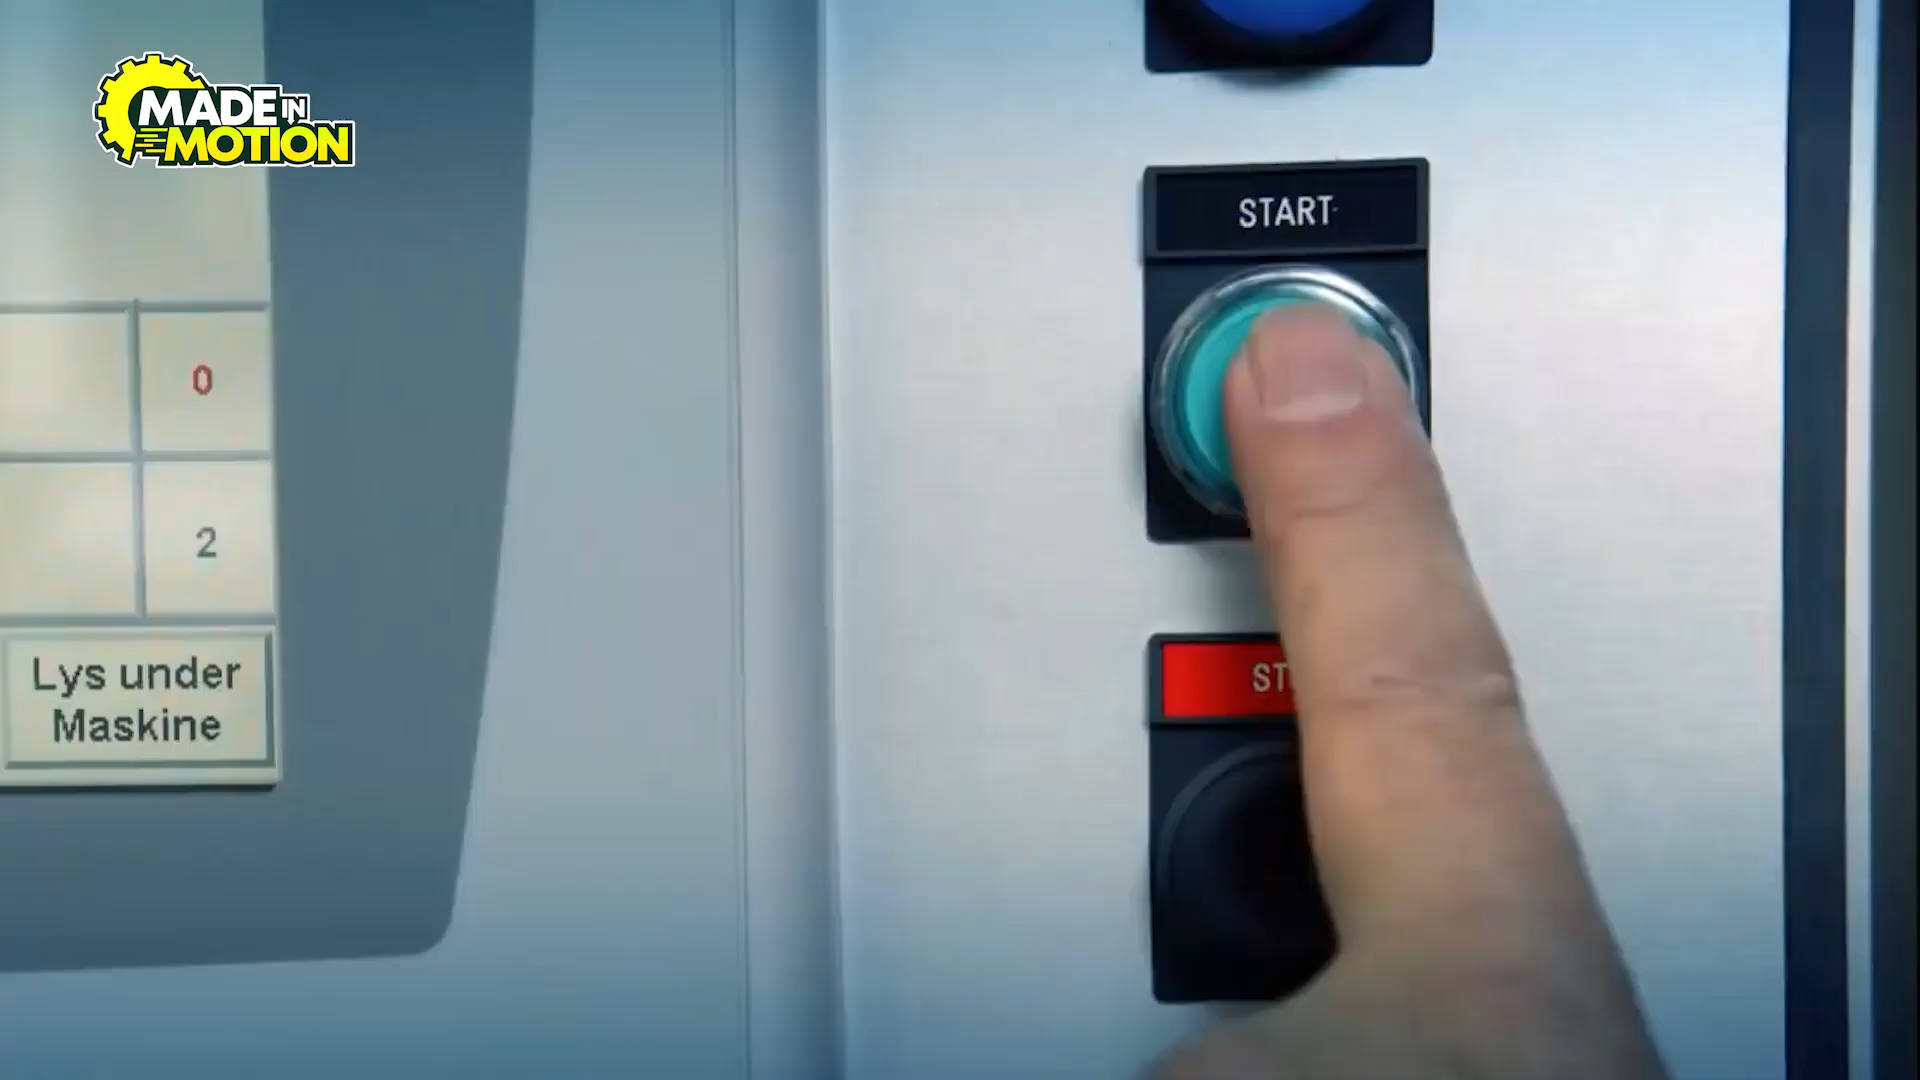 MADE IN
MOTION
START
0
2
Lys under
Maskine
ST